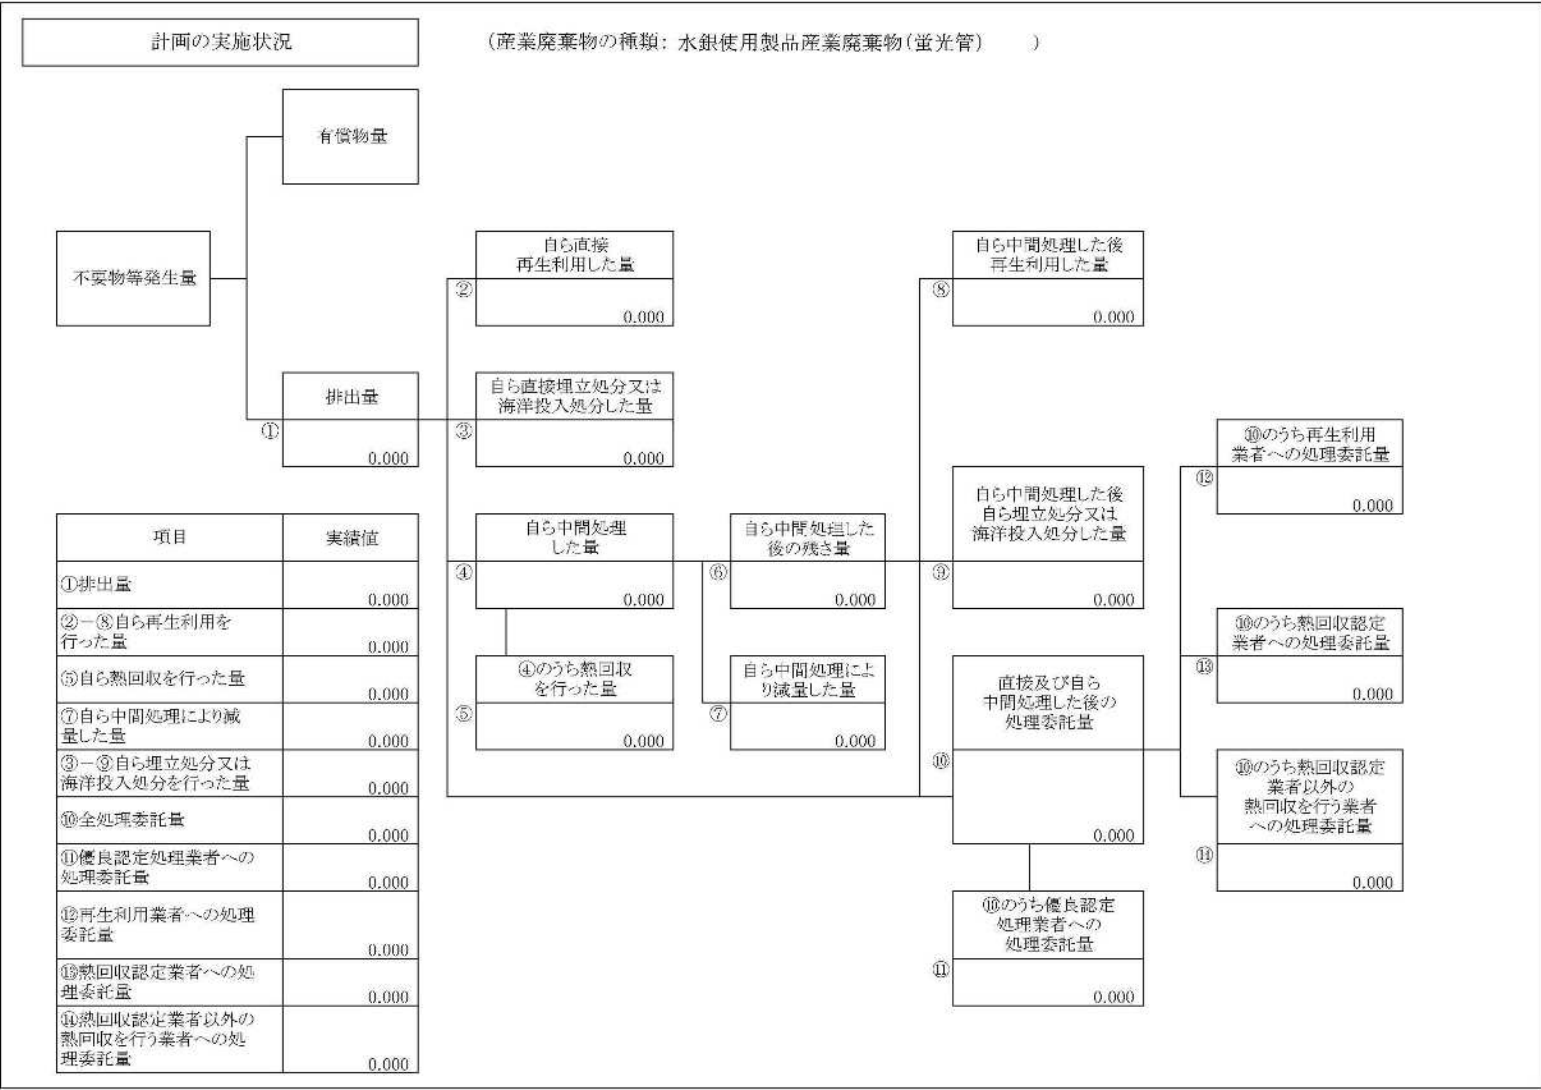 計画の実施状況
(産業廃棄物の種類: 水銀使用製品産業廃棄物(蛍光管) )
有償物量
不要物等発生量
排出量
①
0.000
自ら直接
再生利用した量
②
0.000
自ら直接埋立処分又は
海洋投入処分した量
③
0.000
自ら中間処理
した量
④
0.000
④のうち熱回収
を行った量
⑤
0.000
自ら中間処理した
後の残さ量
⑥
0.000
自ら中間処理によ
り減量した量
⑦
0.000
自ら中間処理した後
再生利用した量
⑧
0.000
自ら中間処理した後
自ら埋立処分又は
海洋投入処分した量
⑨
0.000
直接及び自ら
中間処理した後の
処理委託量
⑩
0.000
⑩のうち優良認定
処理業者への
処理委託量
⑪
0.000
⑩のうち再生利用
業者への処理委託量
⑫
0.000
⑩のうち熱回収認定
業者への処理委託量
⑬
0.000
⑩のうち熱回収認定
業者以外の
熱回収を行う業者
への処理委託量
⑭
0.000
項目 実績値
①排出量
0.000
②-⑧自ら再生利用を
行った量
0.000
⑤自ら熱回収を行った量
0.000
⑦自ら中間処理により減
量した量
0.000
③-⑨自ら埋立処分又は
海洋投入処分を行った量
0.000
⑩全処理委託量
0.000
⑪優良認定処理業者への
処理委託量
0.000
⑫再生利用業者への処理
委託量
0.000
⑬熱回収認定業者への処
理委託量
0.000
⑭熱回収認定業者以外の
熱回収を行う業者への処
理委託量
0.000